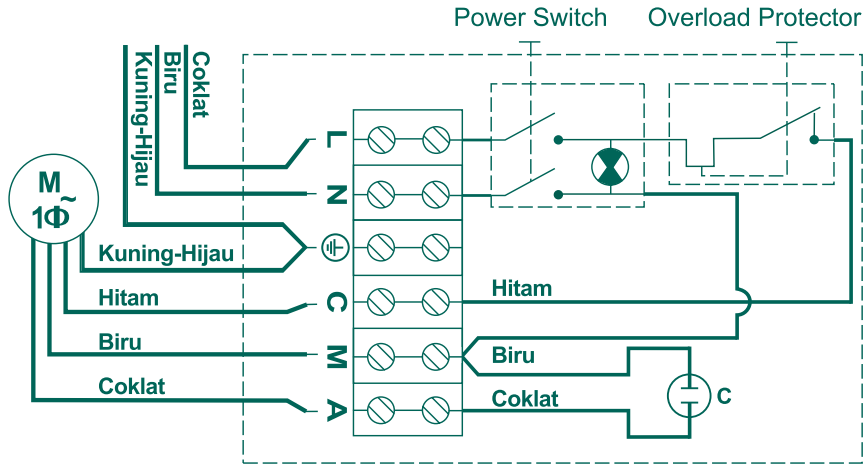 Power Switch
Overload Protector
Kuning-Hijau
Biru
Coklat
L
N
M
1Φ~
Kuning-Hijau
Hitam
C
Hitam
Biru
M
Biru
Coklat
A
Coklat
C